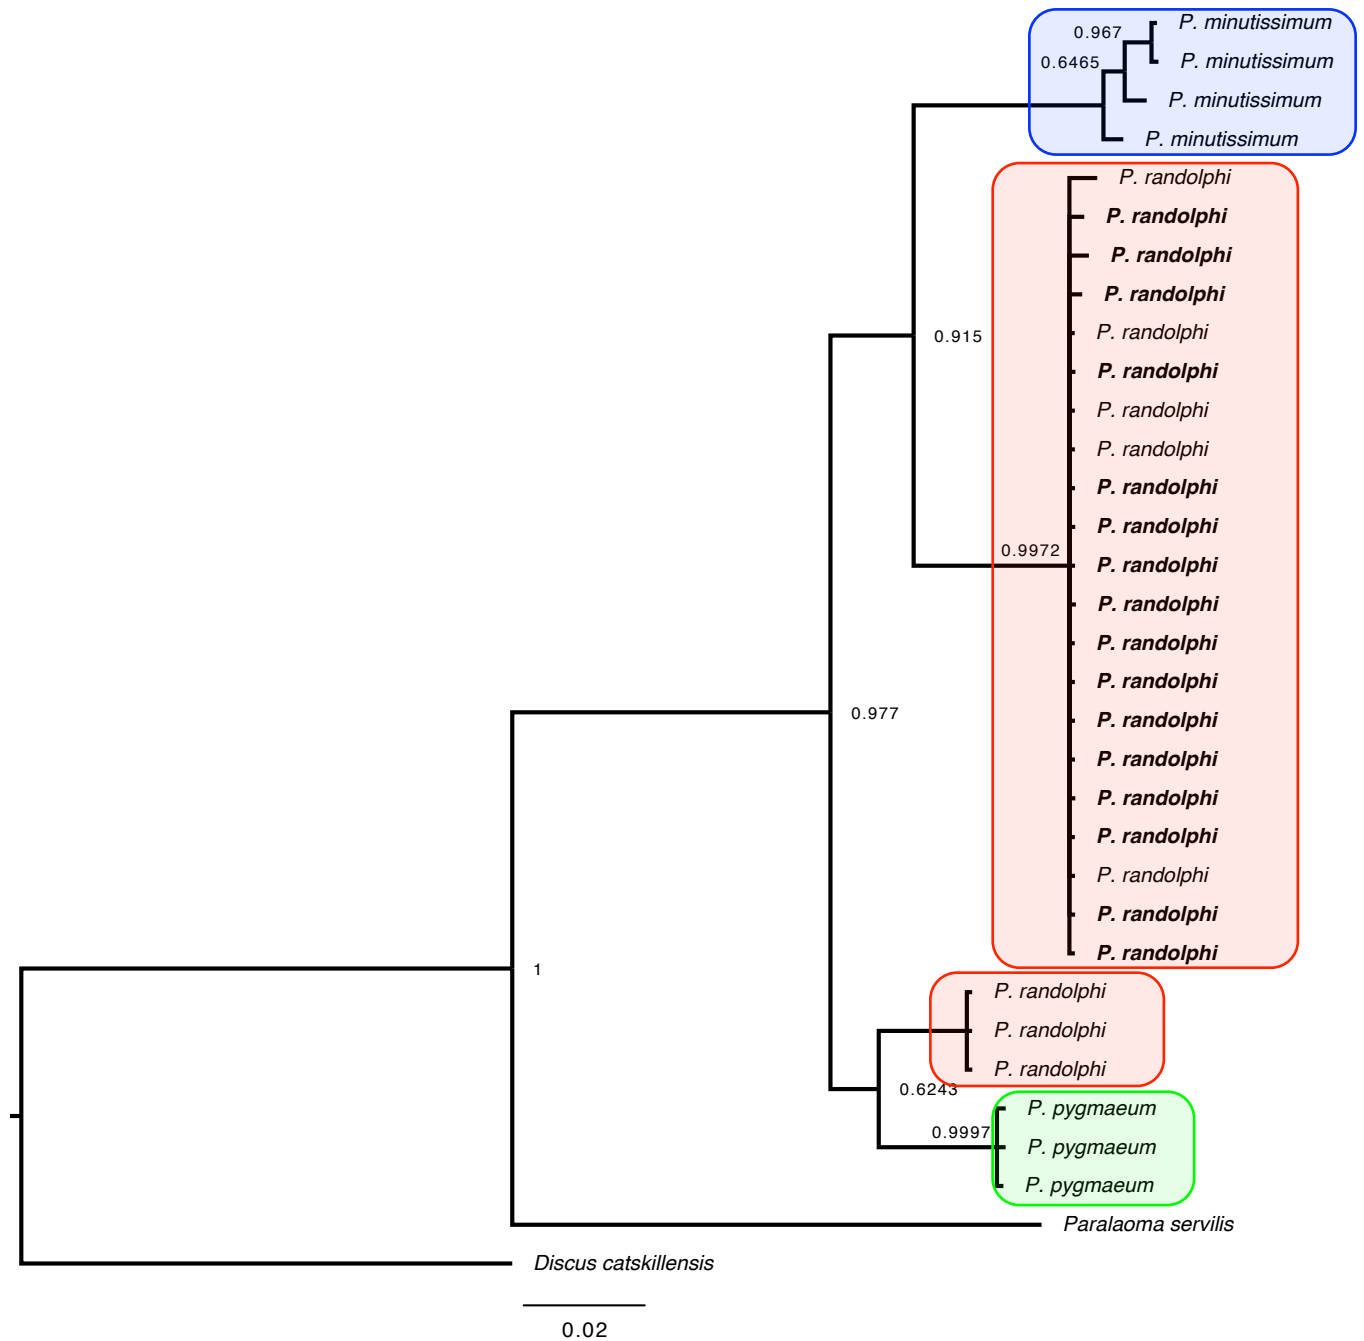 P. minutissimum
0.967
0.6465
P. minutissimum
P. minutissimum
P. minutissimum
P. randolphi
P. randolphi
P. randolphi
P. randolphi
P. randolphi
0.915
P. randolphi
P. randolphi
P. randolphi
P. randolphi
P. randolphi
0.9972
P. randolphi
P. randolphi
P. randolphi
P. randolphi
0.977
P. randolphi
P. randolphi
P. randolphi
P. randolphi
P. randolphi
P. randolphi
P. randolphi
1
P. randolphi
P. randolphi
P. randolphi
0.6243
P. pygmaeum
0.9997
P. pygmaeum
P. pygmaeum
Paralaoma servilis
Discus catskillensis
0.02